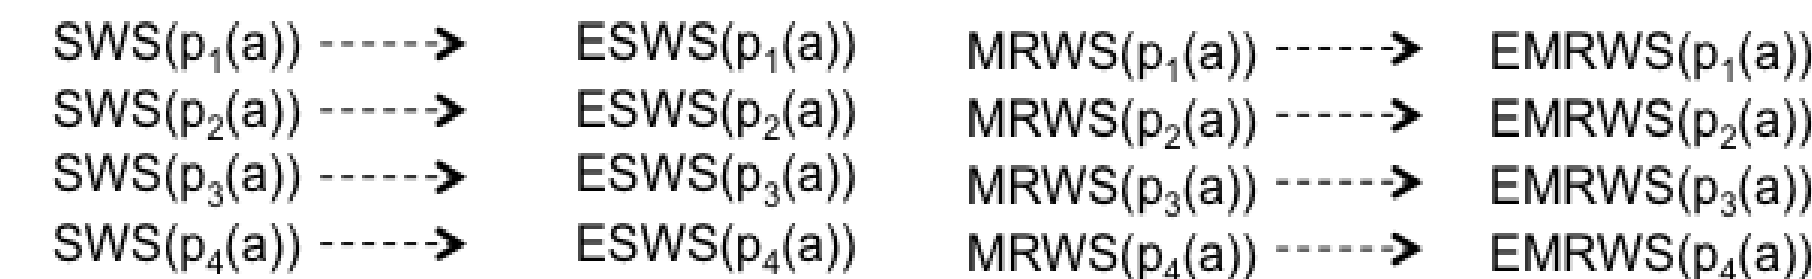 SWS(p₁(a)) ------> ESWS(p₁(a)) MRWS(p₁(a)) ------> EMRWS(p₁(a))
SWS(p₂(a)) ------> ESWS(p₂(a)) MRWS(p₂(a)) ------> EMRWS(p₂(a))
SWS(p₃(a)) ------> ESWS(p₃(a)) MRWS(p₃(a)) ------> EMRWS(p₃(a))
SWS(p₄(a)) ------> ESWS(p₄(a)) MRWS(p₄(a)) ------> EMRWS(p₄(a))